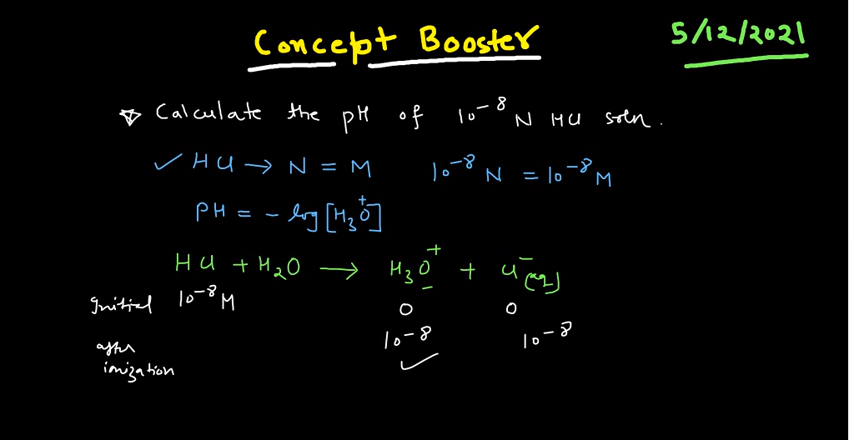 Concept Booster
5/12/2021
Calculate the pH of 10⁻⁸ N HCl soln.
✓ HCl → N = M 10⁻⁸ N = 10⁻⁸ M
PH = - log [H₃O⁺]
HCl + H₂O → H₃O⁺ + Cl⁻(aq)
Initial 10⁻⁸ M 0 0
after 10⁻⁸ 10⁻⁸
ionization ✓